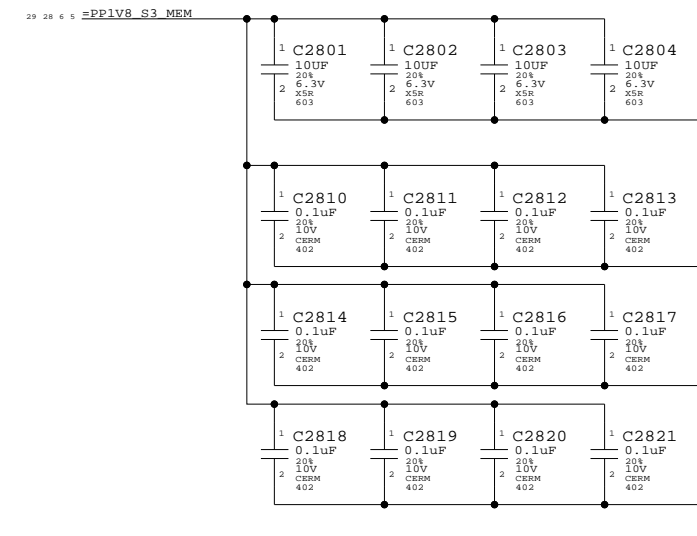 29 28 6 5 =PP1V8_S3_MEM
1 C2801
10UF
20%
6.3V
2 X5R
603
1 C2802
10UF
20%
6.3V
2 X5R
603
1 C2803
10UF
20%
6.3V
2 X5R
603
1 C2804
10UF
20%
6.3V
2 X5R
603
1 C2810
0.1uF
20%
10V
2 CERM
402
1 C2811
0.1uF
20%
10V
2 CERM
402
1 C2812
0.1uF
20%
10V
2 CERM
402
1 C2813
0.1uF
20%
10V
2 CERM
402
1 C2814
0.1uF
20%
10V
2 CERM
402
1 C2815
0.1uF
20%
10V
2 CERM
402
1 C2816
0.1uF
20%
10V
2 CERM
402
1 C2817
0.1uF
20%
10V
2 CERM
402
1 C2818
0.1uF
20%
10V
2 CERM
402
1 C2819
0.1uF
20%
10V
2 CERM
402
1 C2820
0.1uF
20%
10V
2 CERM
402
1 C2821
0.1uF
20%
10V
2 CERM
402